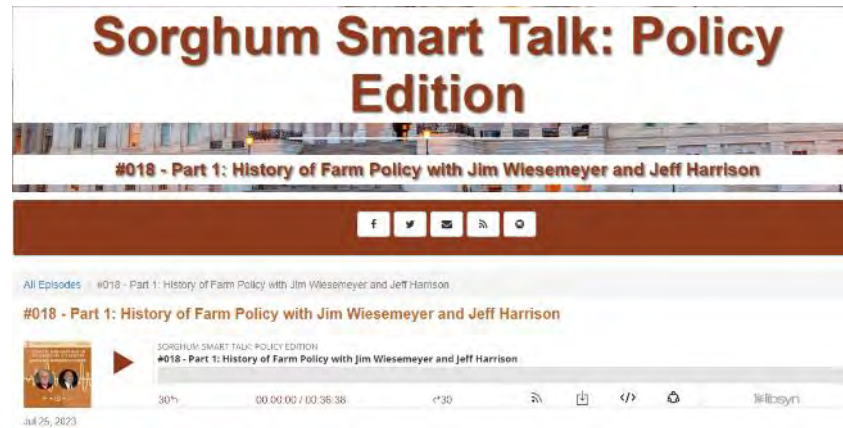 Sorghum Smart Talk: Policy
Edition
#018 - Part 1: History of Farm Policy with Jim Wiesemeyer and Jeff Harrison
All Episodes #018 - Part 1: History of Farm Policy with Jim Wiesemeyer and Jeff Harrison
#018 - Part 1: History of Farm Policy with Jim Wiesemeyer and Jeff Harrison
SORGHUM SMART TALK: POLICY EDITION
#018 - Part 1: History of Farm Policy with Jim Wiesemeyer and Jeff Harrison
30 00:00:00 / 00:36:38 30 </> libsyn
Jul 25, 2023